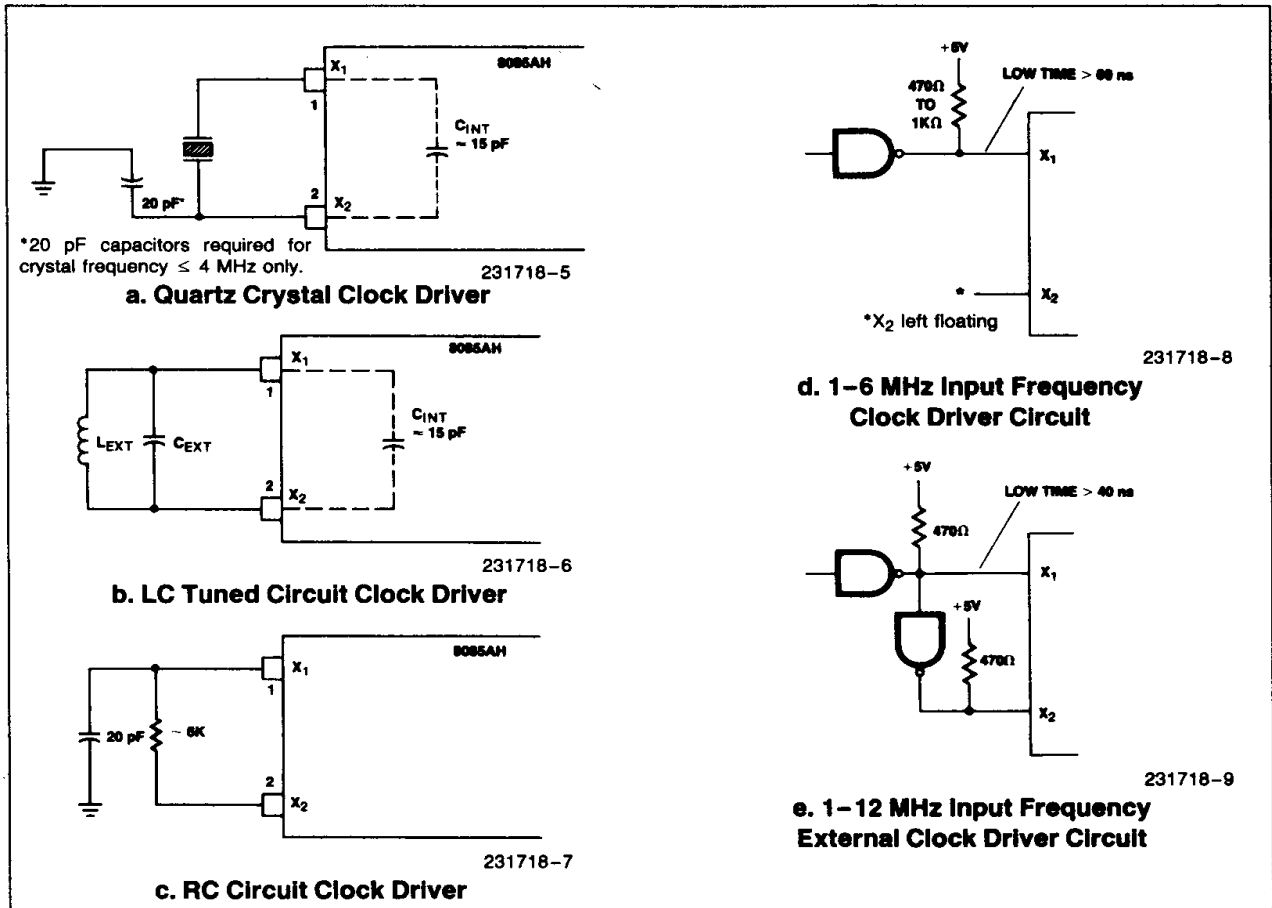 X1
8085AH
1
CINT
~ 15 pF
20 pF*
2
X2
*20 pF capacitors required for
crystal frequency ≤ 4 MHz only.
231718–5
a. Quartz Crystal Clock Driver
8085AH
X1
1
CINT
~ 15 pF
LEXT
CEXT
2
X2
231718–6
b. LC Tuned Circuit Clock Driver
8085AH
X1
1
20 pF
~ 6K
2
X2
231718–7
c. RC Circuit Clock Driver
+5V
LOW TIME > 60 ns
470Ω
TO
1KΩ
X1
*
X2
*X2 left floating
231718–8
d. 1–6 MHz Input Frequency
Clock Driver Circuit
+5V
LOW TIME > 40 ns
470Ω
X1
+5V
470Ω
X2
231718–9
e. 1–12 MHz Input Frequency
External Clock Driver Circuit